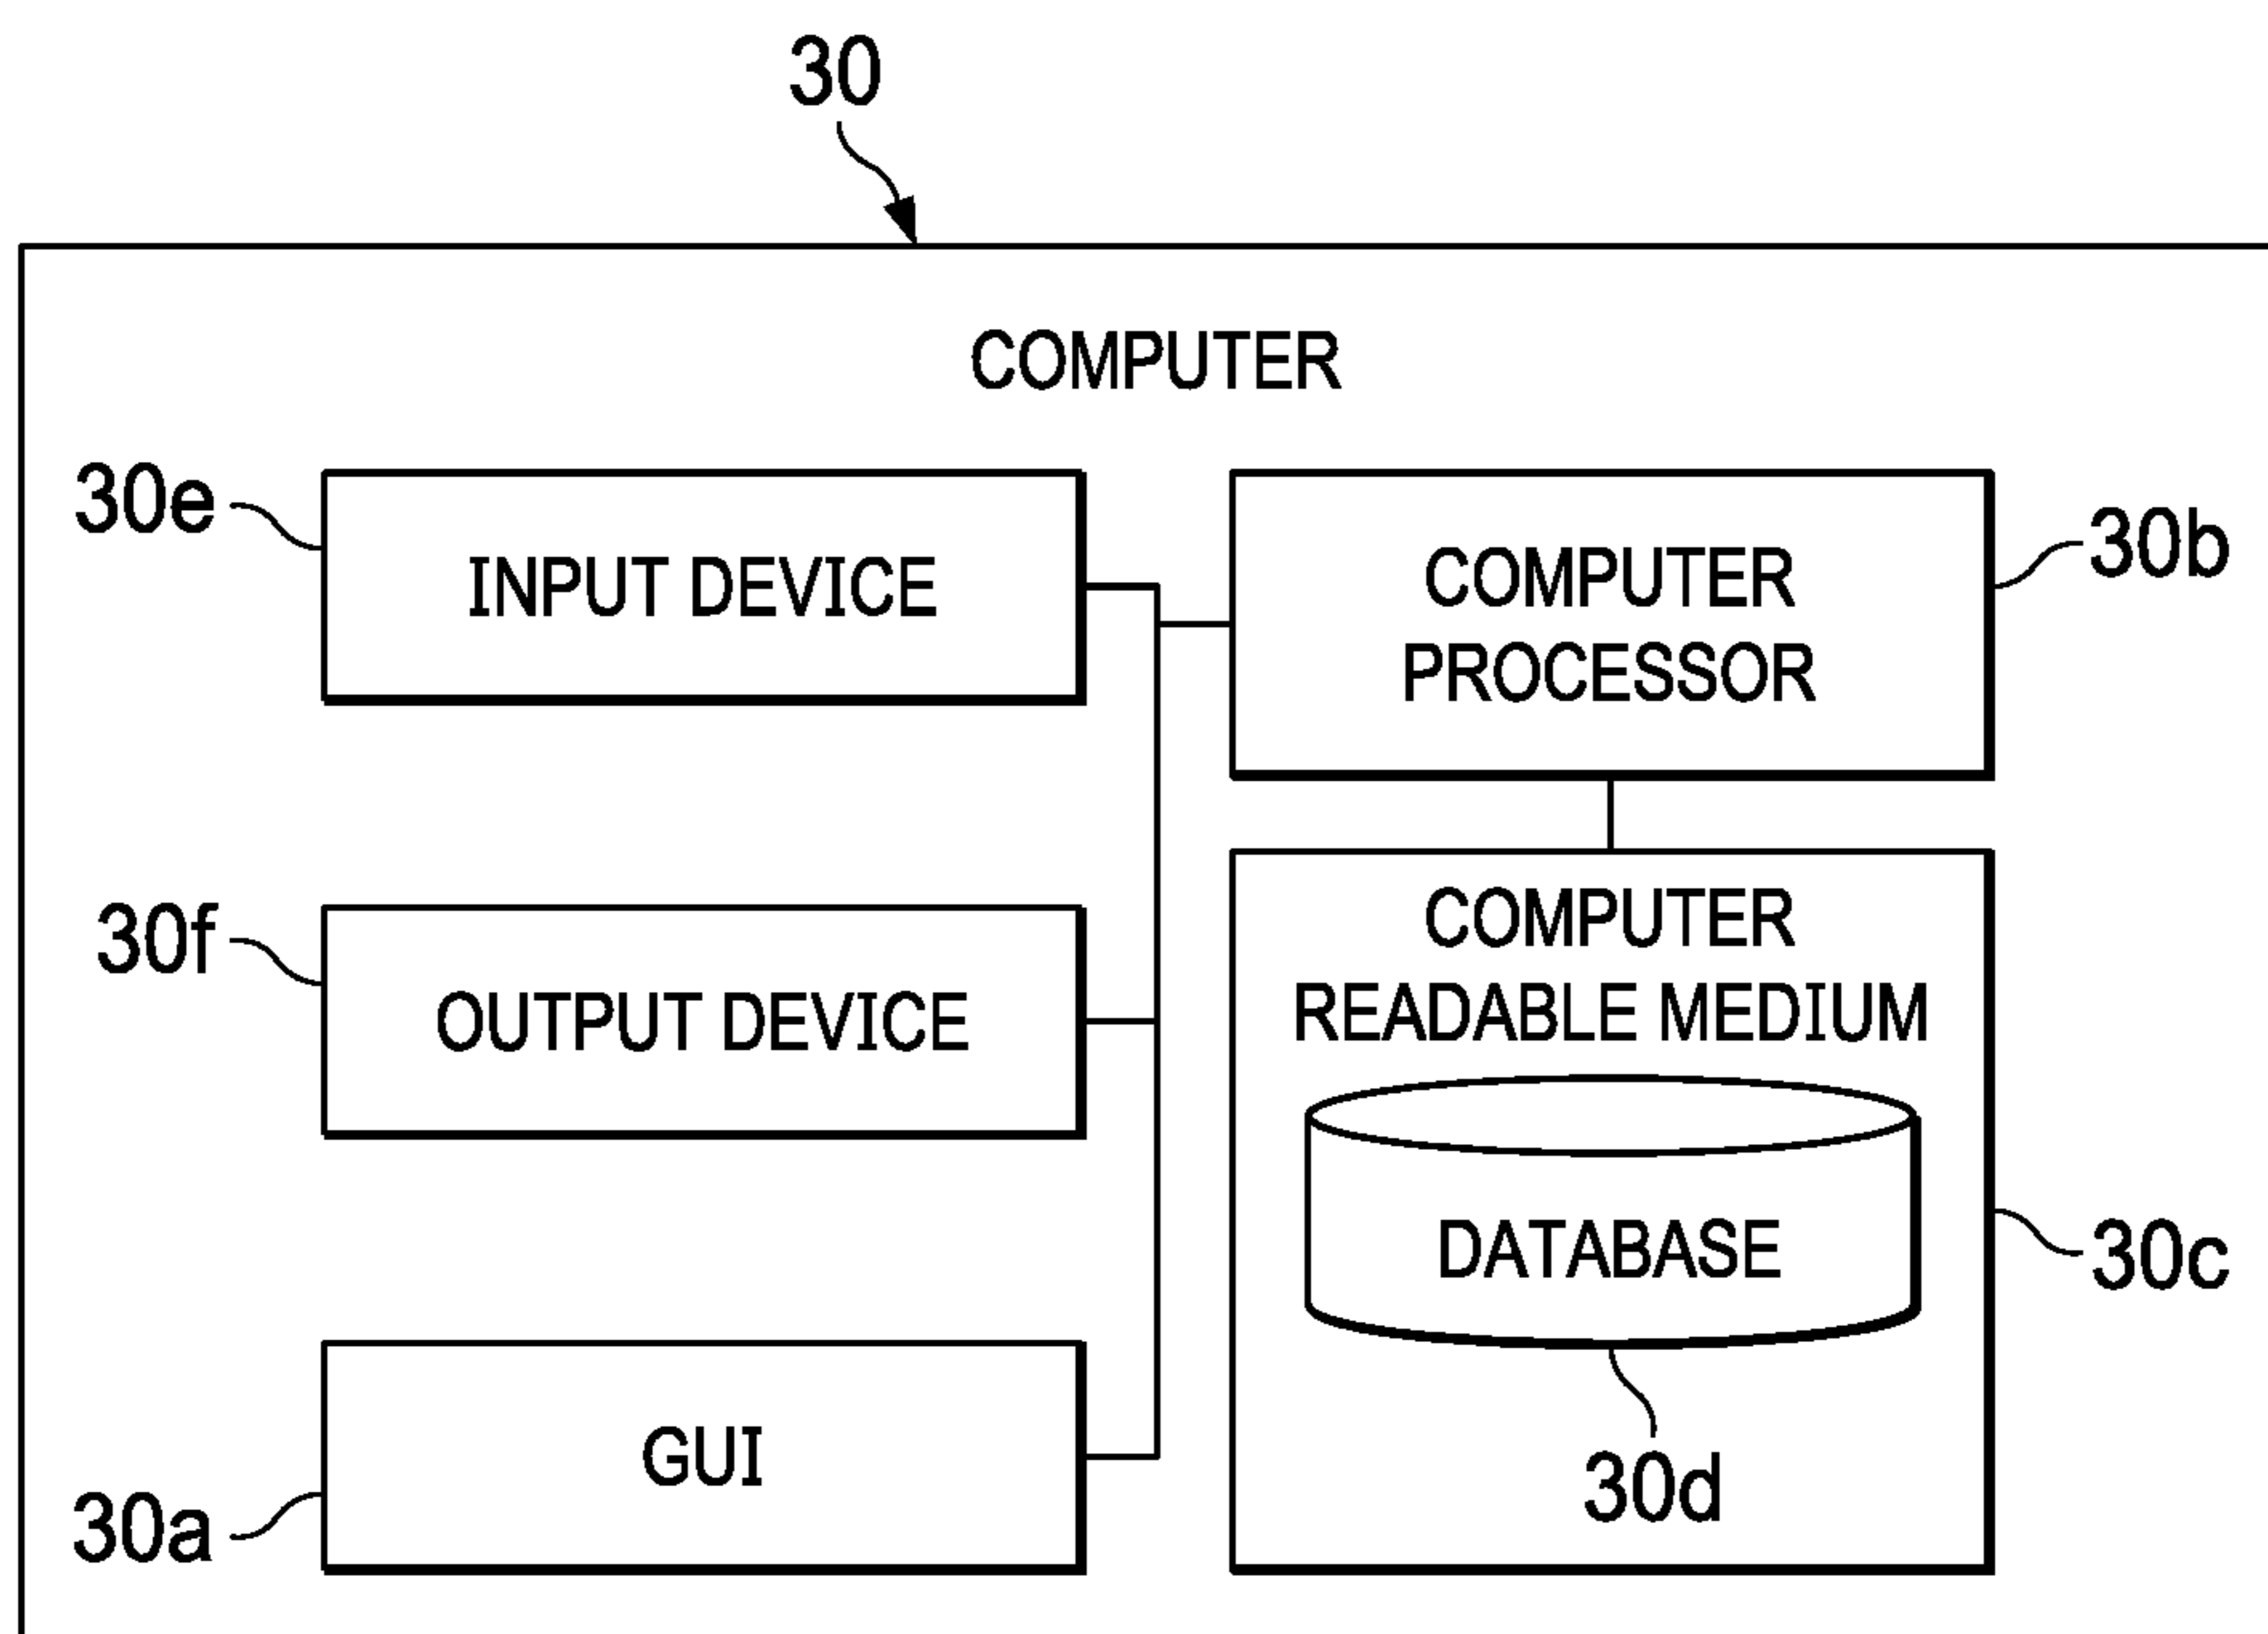 30
COMPUTER
30e
INPUT DEVICE
COMPUTER
PROCESSOR
30b
30f
OUTPUT DEVICE
COMPUTER
READABLE MEDIUM
DATABASE
30c
30d
GUI
30a